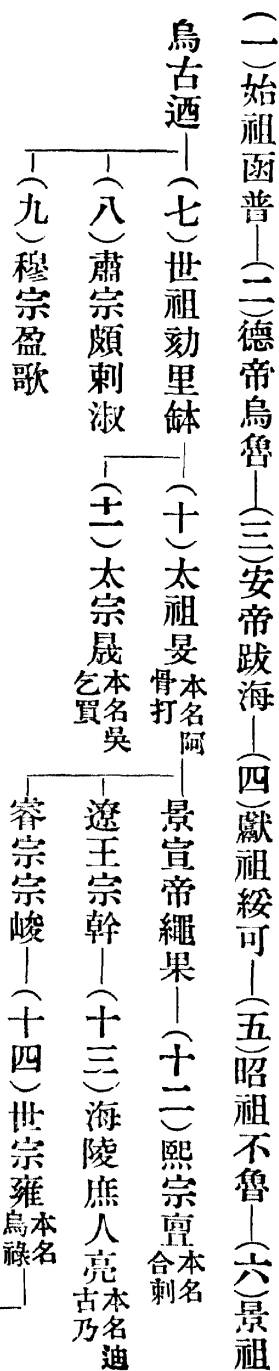 (一)始祖函普—(二)德帝烏魯—(三)安帝跋海—(四)獻祖綏可—(五)昭祖不魯—(六)景祖
烏古迺—(七)世祖劾里鉢—(十)太祖旻本名阿骨打—景宣帝繩果—(十二)熙宗亶本名合剌
(八)肅宗頗剌淑 (十一)太宗晟本名吳乞買 遼王宗幹—(十三)海陵庶人亮本名迪古乃
(九)穆宗盈歌 睿宗宗峻—(十四)世宗雍本名烏祿